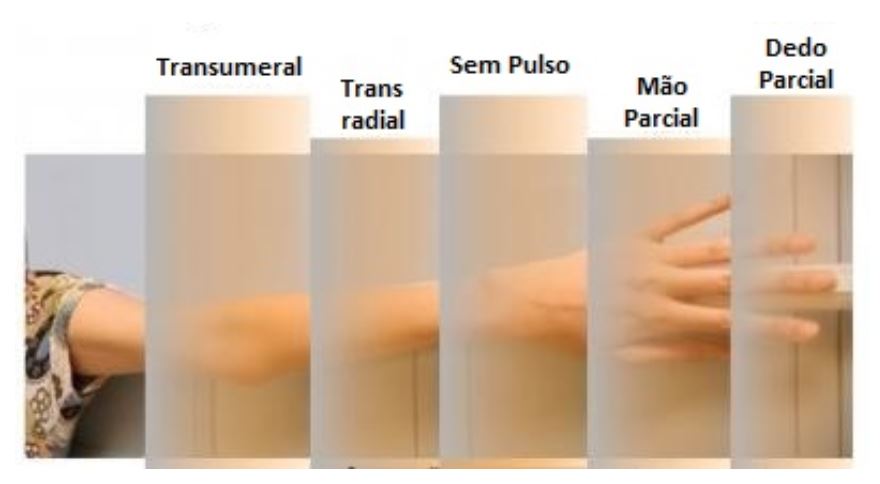 Transumeral
Trans
radial
Sem Pulso
Mão
Parcial
Dedo
Parcial